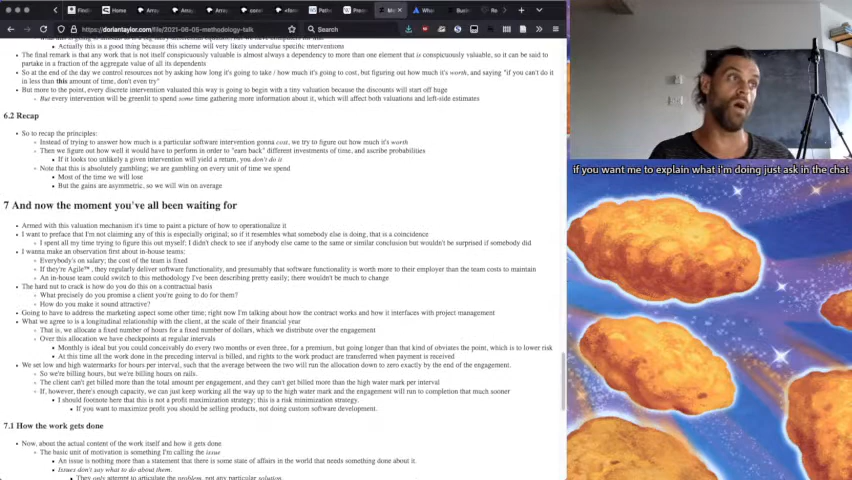 Findin
Home
Array
Array
Array
conv
<form
Patte
Prese
Me
What
Busin
Re
dorian taylor.com/file/2021-06-05-methodology-talk
67%
Search
Actually this is a good thing because this scheme will very likely undervalue specific interventions
The final remark is that any work that is not itself conspicuously valuable is almost always a dependency to more than one element that is conspicuously valuable, so it can be said to
partake in a fraction of the aggregate value of all its dependents
So at the end of the day we control resources not by asking how long it's going to take / how much it's going to cost, but figuring out how much it's worth, and saying "if you can't do it
in less than this amount of time, don't even try"
But more to the point, every discrete intervention valuated this way is going to begin with a tiny valuation because the discounts will start off huge
But every intervention will be greenlit to spend some time gathering more information about it, which will affect both valuations and left-side estimates
6.2 Recap
So to recap the principles:
Instead of trying to answer how much is a particular software intervention gonna cost, we try to figure out how much it's worth
Then we figure out how well it would have to perform in order to "earn back" different investments of time, and ascribe probabilities
If it looks too unlikely a given intervention will yield a return, you don't do it
Note that this is absolutely gambling; we are gambling on every unit of time we spend
Most of the time we will lose
But the gains are asymmetric, so we will win on average
7 And now the moment you've all been waiting for
Armed with this valuation mechanism it's time to paint a picture of how to operationalize it
I want to preface that I'm not claiming any of this is especially original; so if it resembles what somebody else is doing, that is a coincidence
I spent all my time trying to figure this out myself; I didn't check to see if anybody else came to the same or similar conclusion but wouldn't be surprised if somebody did
I wanna make an observation first about in-house teams:
Everybody's on salary; the cost of the team is fixed
If they're Agile™, they regularly deliver software functionality, and presumably that software functionality is worth more to their employer than the team costs to maintain
An in-house team could switch to this methodology I've been describing pretty easily; there wouldn't be much to change
The hard nut to crack is how do you do this on a contractual basis
What precisely do you promise a client you're going to do for them?
How do you make it sound attractive?
Going to have to address the marketing aspect some other time; right now I'm talking about how the contract works and how it interfaces with project management
What we agree to is a longitudinal relationship with the client, at the scale of their financial year
That is, we allocate a fixed number of hours for a fixed number of dollars, which we distribute over the engagement
Over this allocation we have checkpoints at regular intervals
Monthly is ideal but you could conceivably do every two months or even three, for a premium, but going longer than that kind of obviates the point, which is to lower risk
At this time all the work done in the preceding interval is billed, and rights to the work product are transferred when payment is received
We set low and high watermarks for hours per interval, such that the average between the two will run the allocation down to zero exactly by the end of the engagement.
So we're billing hours, but we're billing hours on rails.
The client can't get billed more than the total amount per engagement, and they can't get billed more than the high water mark per interval
If, however, there's enough capacity, we can just keep working all the way up to the high water mark and the engagement will run to completion that much sooner
I should footnote here that this is not a profit maximization strategy; this is a risk minimization strategy.
If you want to maximize profit you should be selling products, not doing custom software development.
7.1 How the work gets done
Now, about the actual content of the work itself and how it gets done
The basic unit of motivation is something I'm calling the issue
An issue is nothing more than a statement that there is some state of affairs in the world that needs something done about it.
Issues don't say what to do about them.
They only attempt to articulate the problem, not any particular solution.
if you want me to explain what i'm doing just ask in the chat